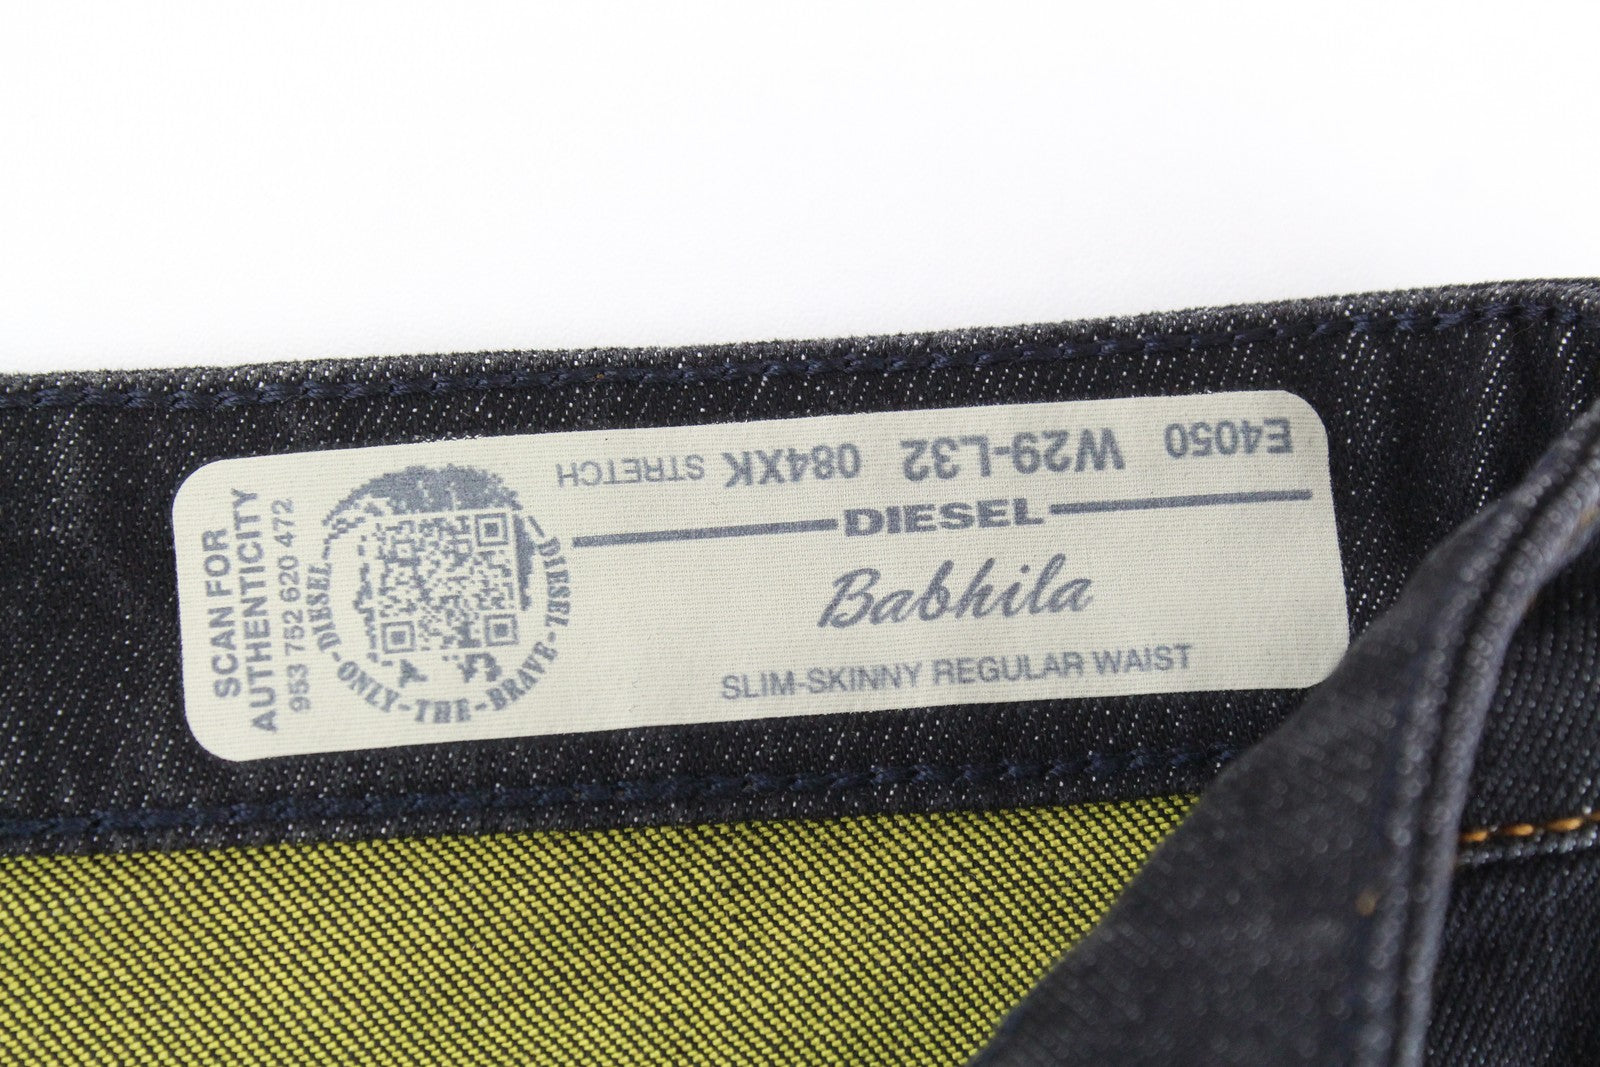 E4050 W29-L32 084XK STRETCH
DIESEL
Babhila
SLIM-SKINNY REGULAR WAIST
SCAN FOR
AUTHENTICITY
953 752 620 472
DIESEL-ONLY-THE-BRAVE-DIESEL